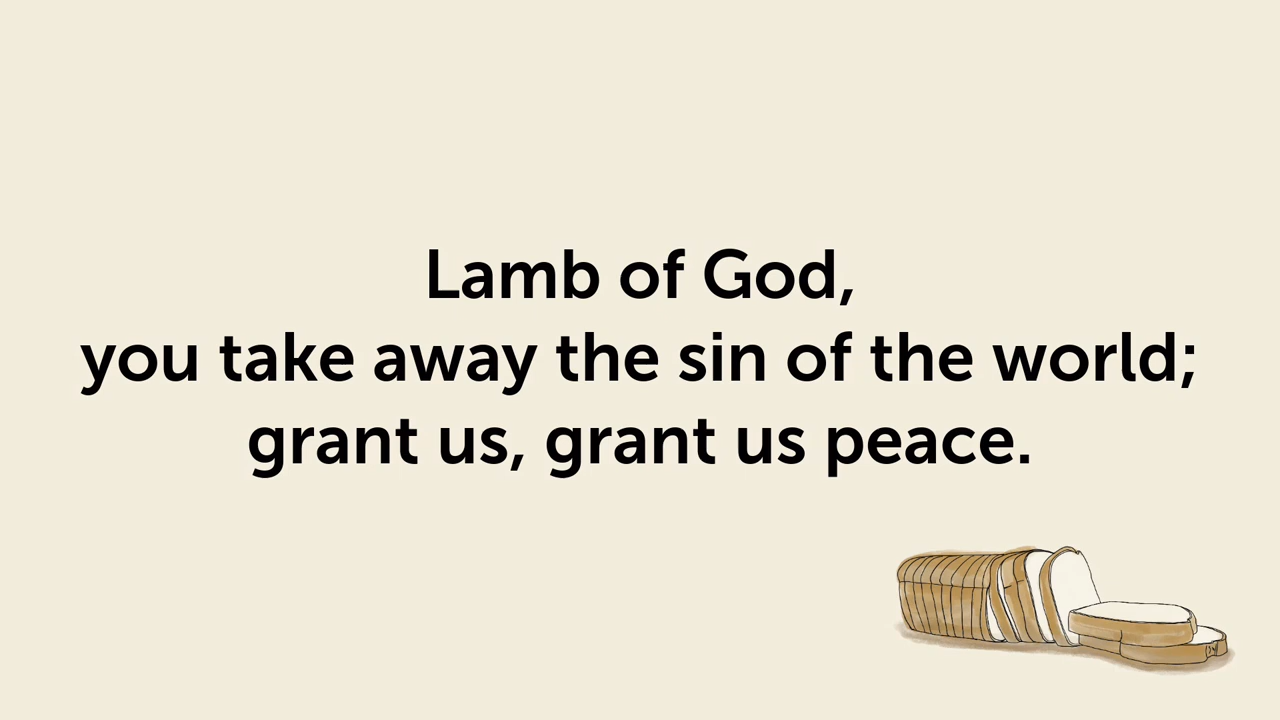 Lamb of God,
you take away the sin of the world;
grant us, grant us peace.